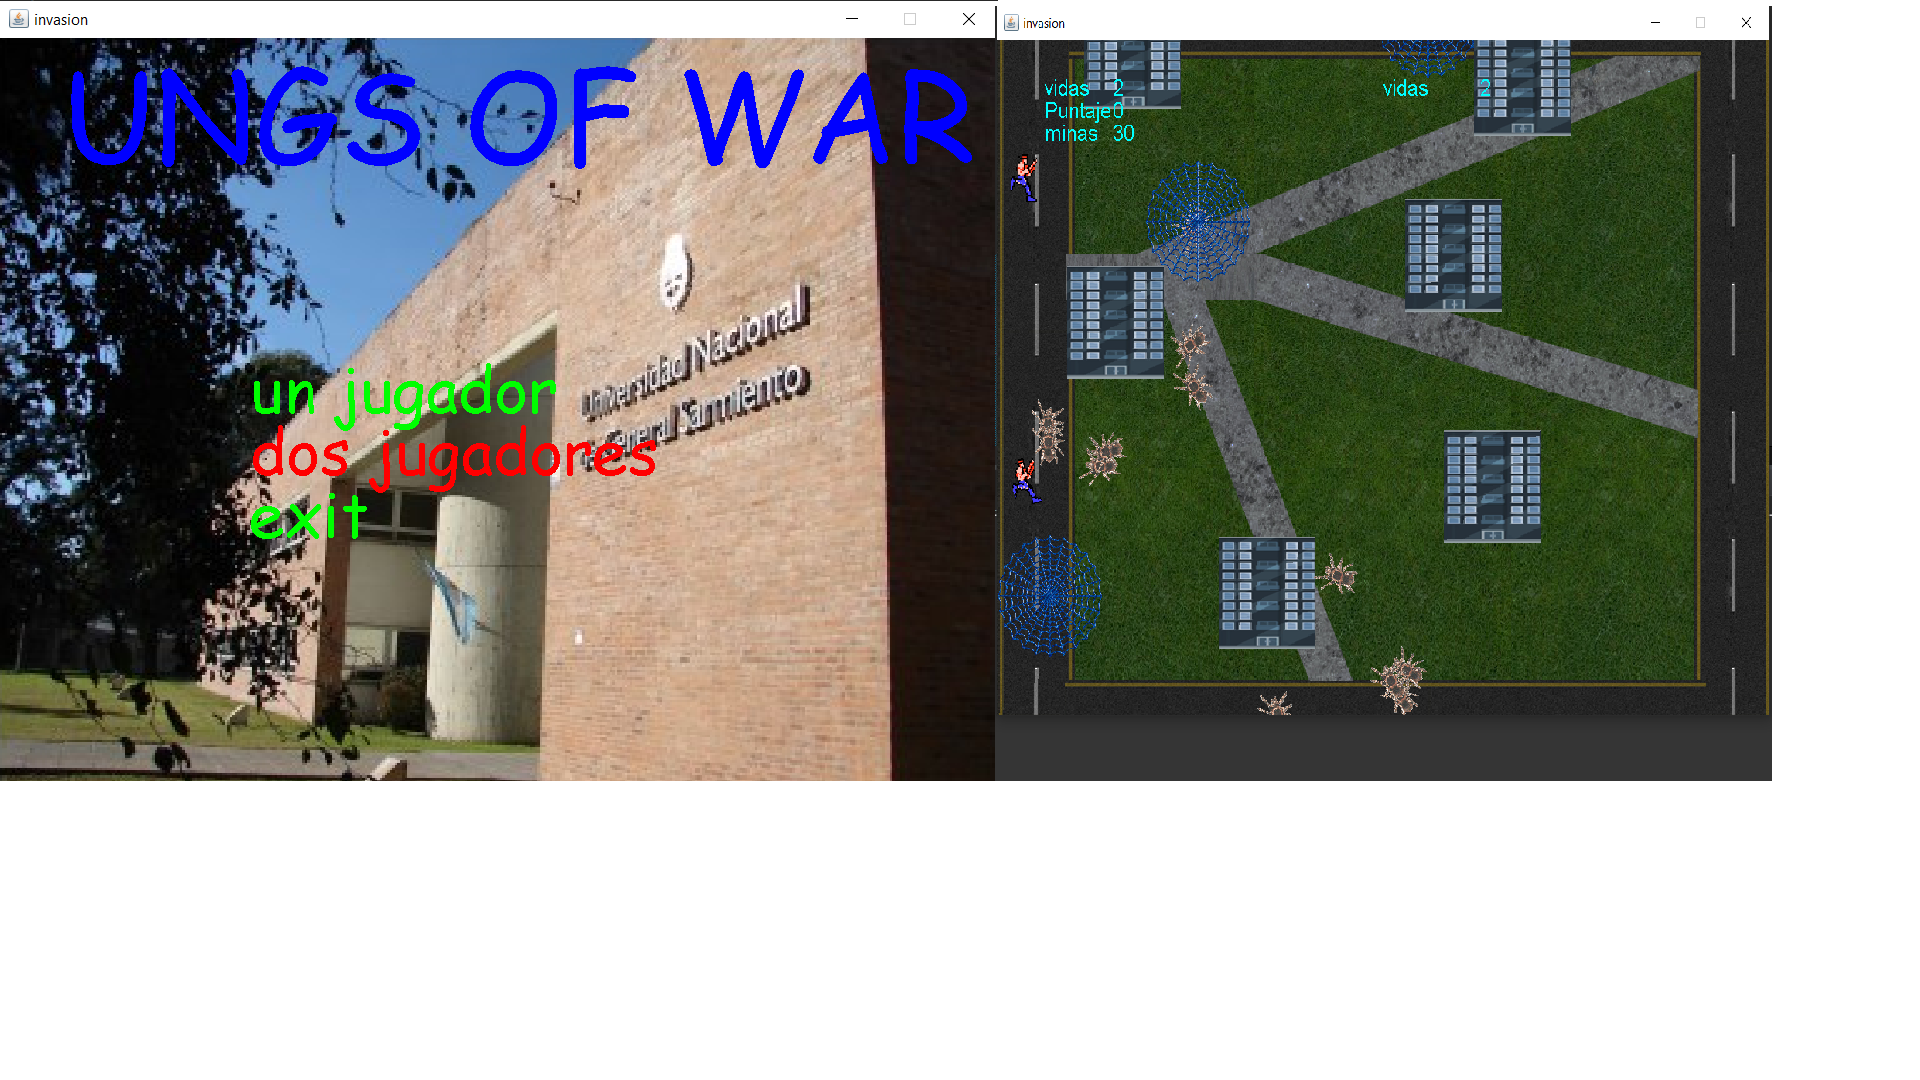 invasion
UNGS OF WAR
Universidad Nacional
de General Sarmiento
un jugador
dos jugadores
exit
invasion
vidas 2
vidas 2
Puntaje0
minas 30